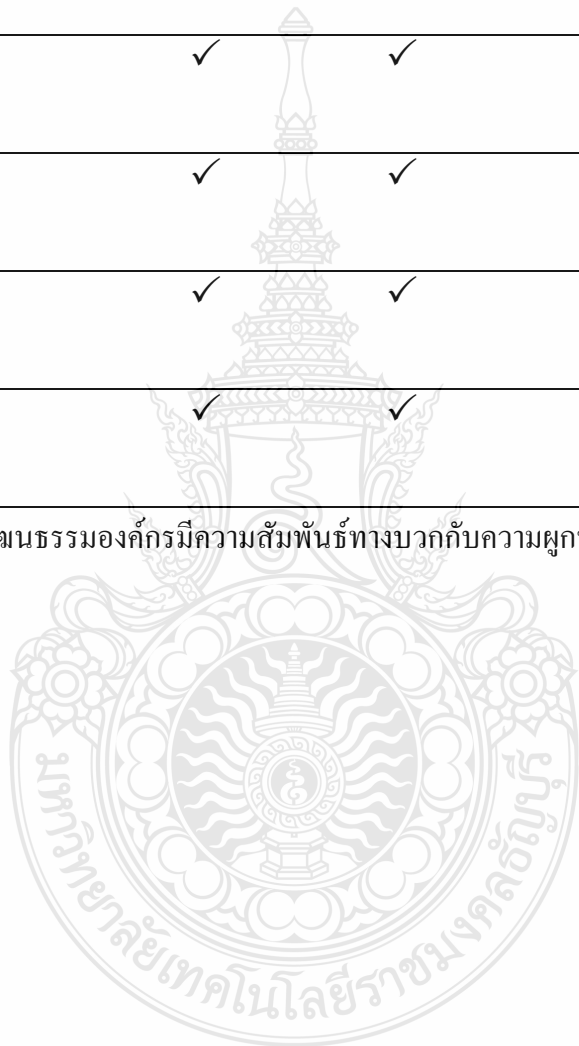 ✓ ✓
✓ ✓
✓ ✓
✓ ✓
ฒนธรรมองค์กรมีความสัมพันธ์ทางบวกกับความผูก
มหาวิทยาลัยเทคโนโลยีราชมงคลธัญบุรี